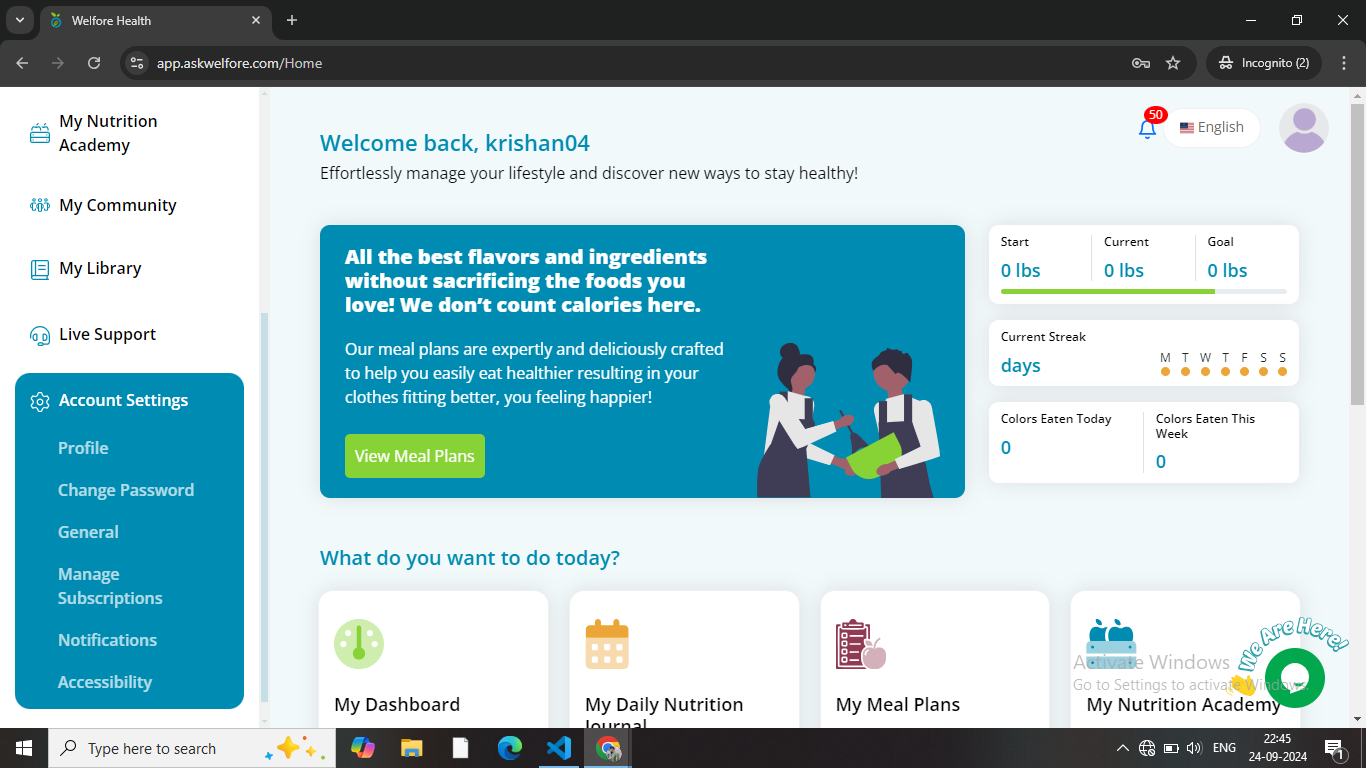 Welfore Health
app.askwelfore.com/Home
Incognito (2)
My Nutrition
Academy
My Community
My Library
Live Support
Account Settings
Profile
Change Password
General
Manage
Subscriptions
Notifications
Accessibility
50
English
Welcome back, krishan04
Effortlessly manage your lifestyle and discover new ways to stay healthy!
All the best flavors and ingredients
without sacrificing the foods you
love! We don’t count calories here.
Our meal plans are expertly and deliciously crafted
to help you easily eat healthier resulting in your
clothes fitting better, you feeling happier!
View Meal Plans
Start
0 lbs
Current
0 lbs
Goal
0 lbs
Current Streak
days
M T W T F S S
Colors Eaten Today
0
Colors Eaten This
Week
0
What do you want to do today?
My Dashboard
My Daily Nutrition
Journal
My Meal Plans
My Nutrition Academy
We Are Here!
Activate Windows
Go to Settings to activate Windows.
Type here to search
ENG
22:45
24-09-2024
1